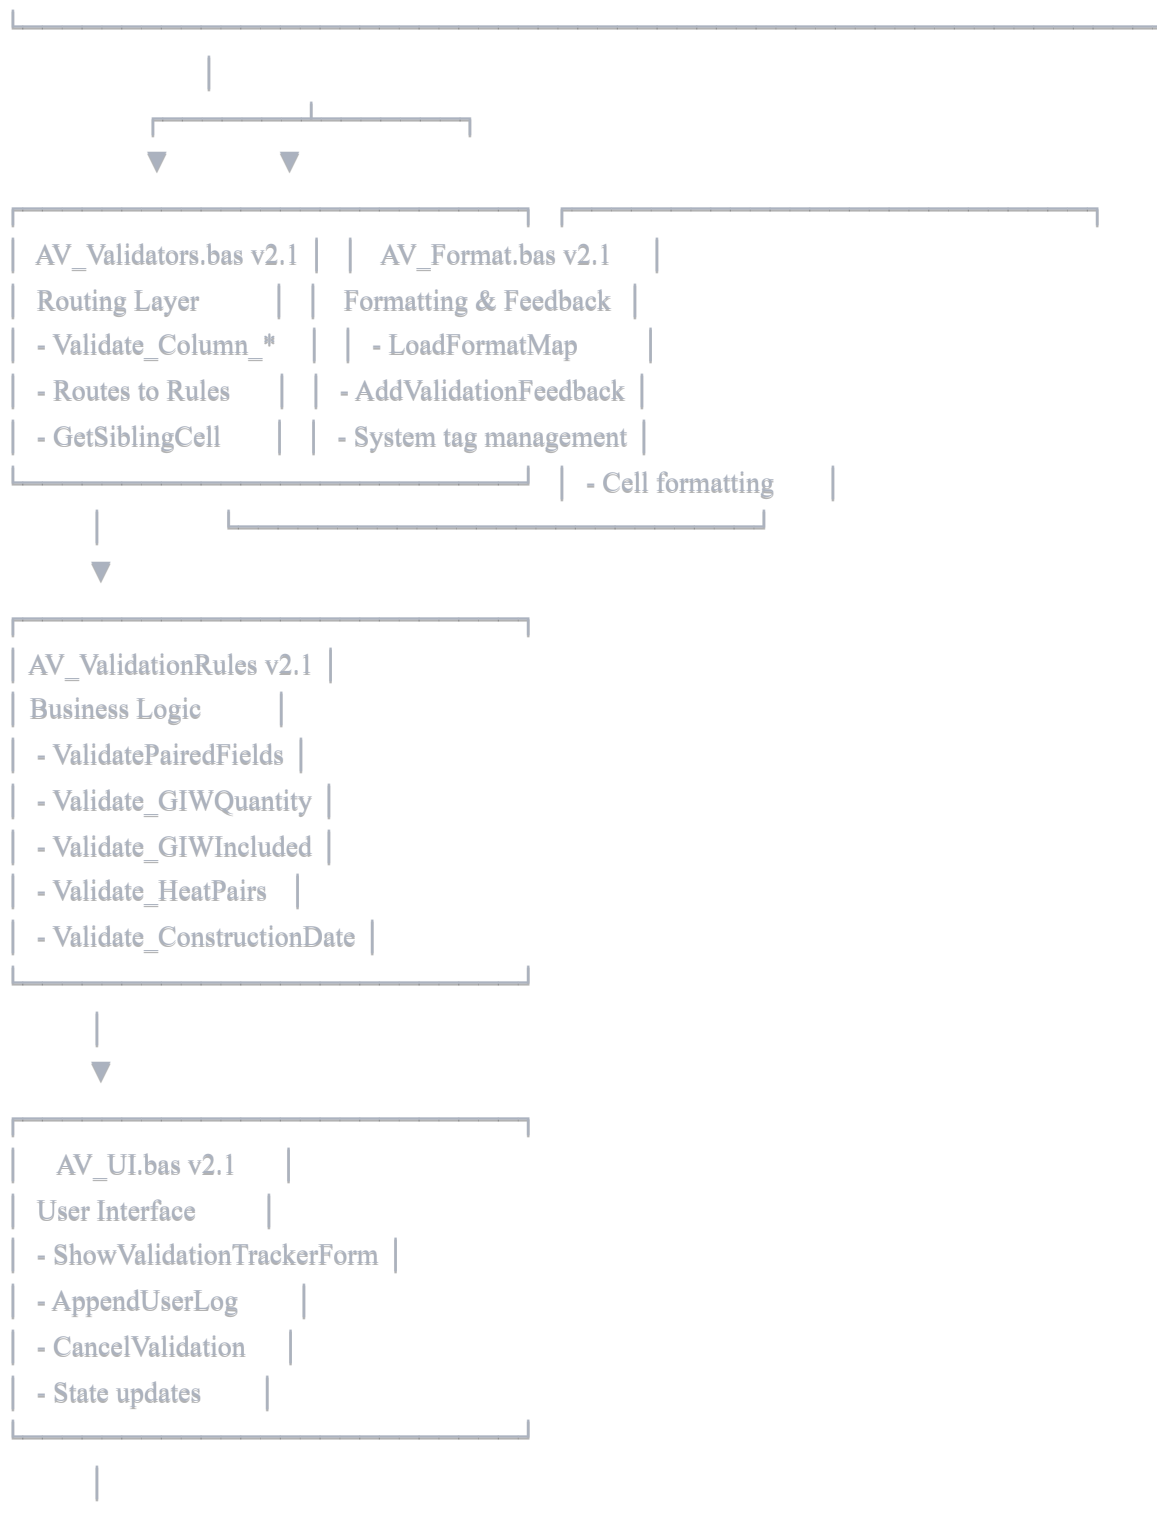 AV_Validators.bas v2.1 AV_Format.bas v2.1
Routing Layer Formatting & Feedback
- Validate_Column_* - LoadFormatMap
- Routes to Rules - AddValidationFeedback
- GetSiblingCell - System tag management
- Cell formatting
AV_ValidationRules v2.1
Business Logic
- ValidatePairedFields
- Validate_GIWQuantity
- Validate_GIWIncluded
- Validate_HeatPairs
- Validate_ConstructionDate
AV_UI.bas v2.1
User Interface
- ShowValidationTrackerForm
- AppendUserLog
- CancelValidation
- State updates